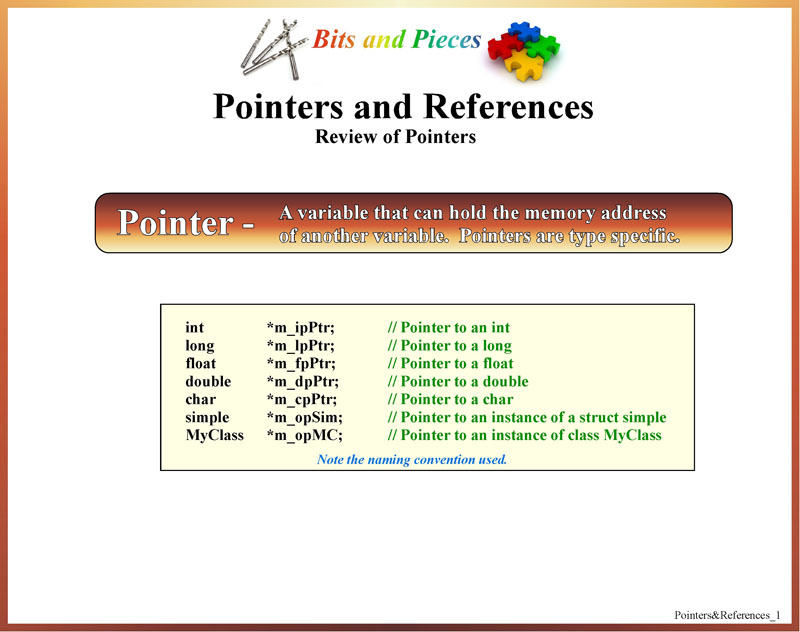 Bits and Pieces
Pointers and References
Review of Pointers
Pointer - A variable that can hold the memory address
of another variable. Pointers are type specific.
int *m_ipPtr; // Pointer to an int
long *m_lpPtr; // Pointer to a long
float *m_fpPtr; // Pointer to a float
double *m_dpPtr; // Pointer to a double
char *m_cpPtr; // Pointer to a char
simple *m_opSim; // Pointer to an instance of a struct simple
MyClass *m_opMC; // Pointer to an instance of class MyClass
Note the naming convention used.
Pointers&References_1